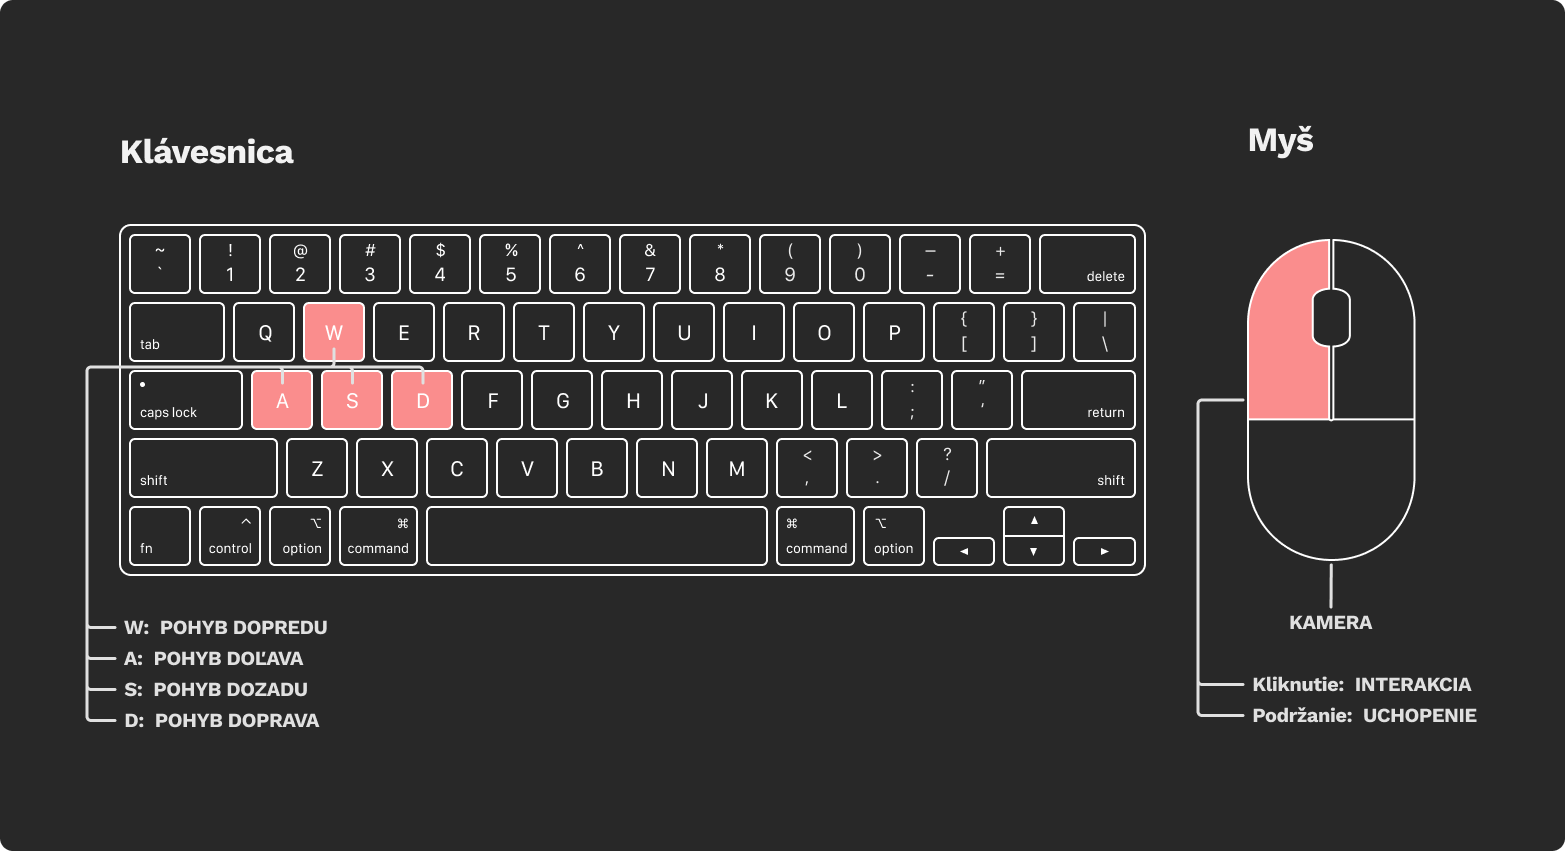 Klávesnica
~ ! @ # $ % ^ & * ( ) – +
` 1 2 3 4 5 6 7 8 9 0 - = delete
tab Q W E R T Y U I O P { [ } ] | \
caps lock A S D F G H J K L : ; " ' return
shift Z X C V B N M < , > . ? / shift
fn ^ control ⌥ option ⌘ command ⌘ command ⌥ option ◀ ▲ ▼ ▶
W: POHYB DOPREDU
A: POHYB DOĽAVA
S: POHYB DOZADU
D: POHYB DOPRAVA
Myš
KAMERA
Kliknutie: INTERAKCIA
Podržanie: UCHOPENIE